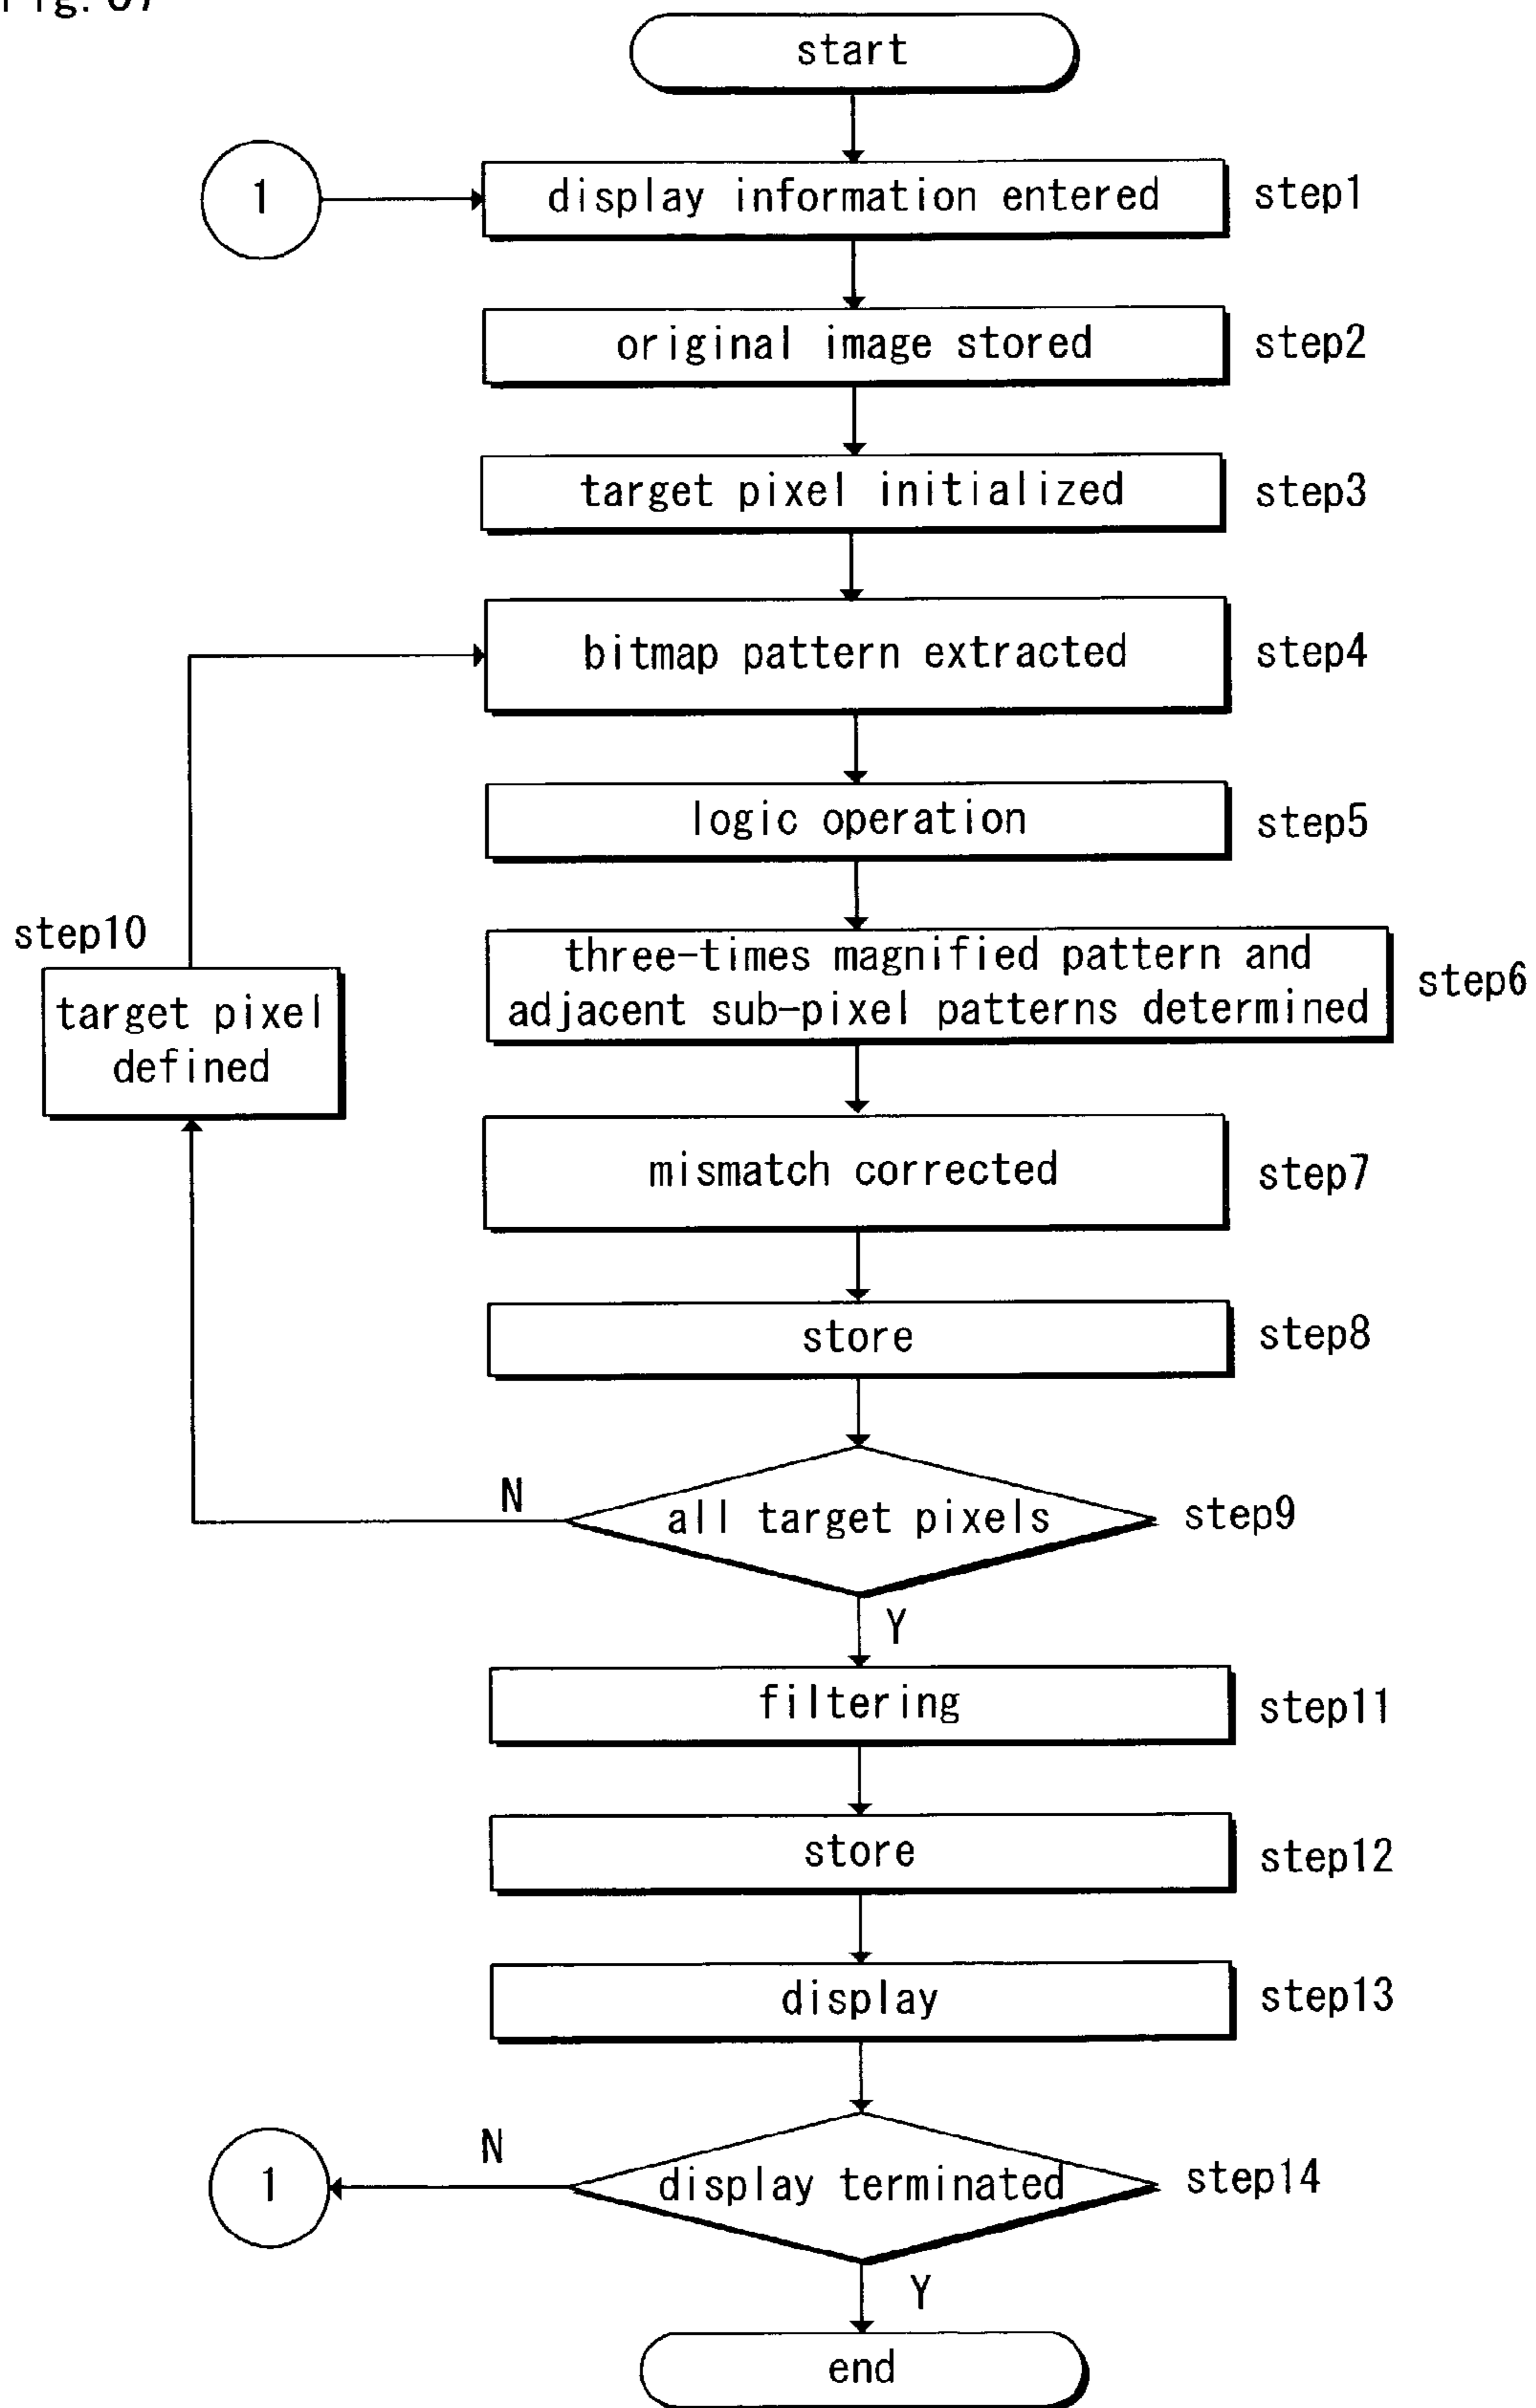 start
1
display information entered
step1
original image stored
step2
target pixel initialized
step3
bitmap pattern extracted
step4
logic operation
step5
step10
target pixel
defined
three-times magnified pattern and
adjacent sub-pixel patterns determined
step6
mismatch corrected
step7
store
step8
N
all target pixels
step9
Y
filtering
step11
store
step12
display
step13
N
1
display terminated
step14
Y
end